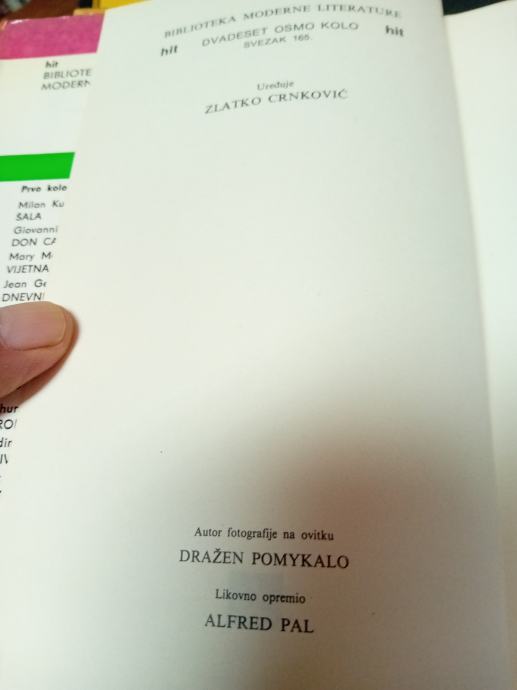 BIBLIOTEKA MODERNE LITERATURE
hit DVADESET OSMO KOLO hit
SVEZAK 165.
Uređuje
ZLATKO CRNKOVIĆ
Autor fotografije na ovitku
DRAŽEN POMYKALO
Likovno opremio
ALFRED PAL
hit
BIBLIOTE
MODERN
Prvo kolo
Milan Ku
ŠALA
Giovanni
DON CA
Mary M
VIJETNA
Jean Ge
DNEVNI
hur